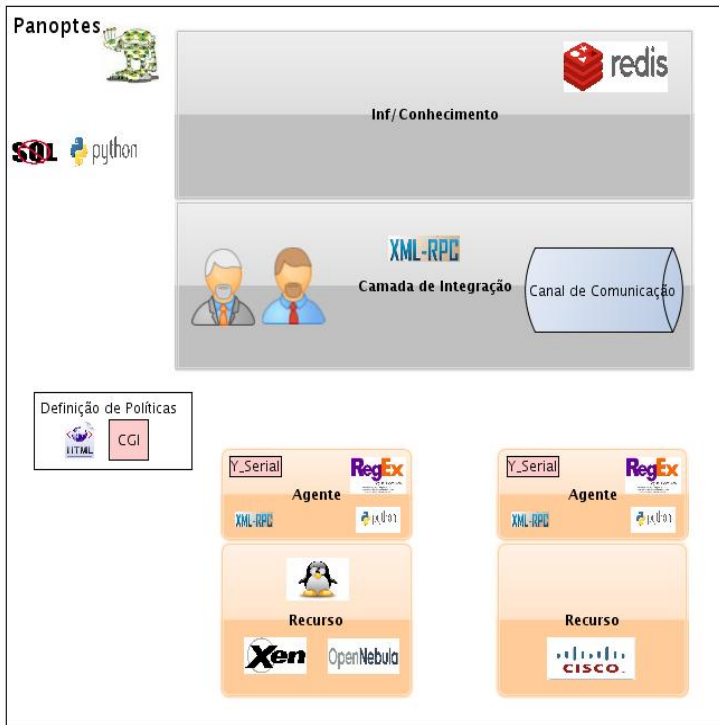 Panoptes
redis
Inf/Conhecimento
SQL
python
XML-RPC
Camada de Integração
Canal de Comunicação
Definição de Políticas
HTML
CGI
Y_Serial
RegEx
Agente
XML-RPC
python
Y_Serial
RegEx
Agente
XML-RPC
python
Recurso
Xen
OpenNebula
Recurso
CISCO